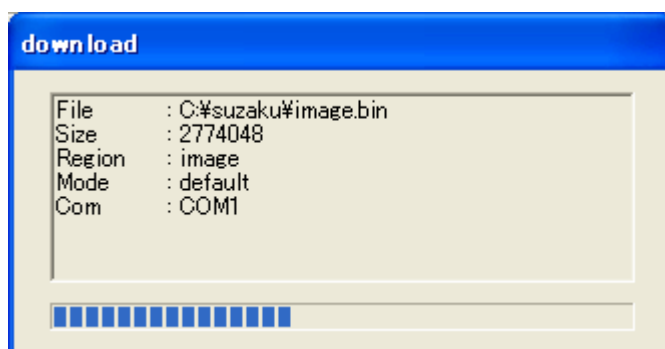 download
File : C:¥suzaku¥image.bin
Size : 2774048
Region : image
Mode : default
Com : COM1